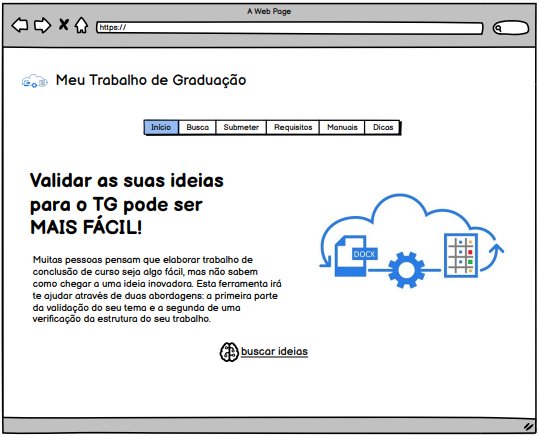 A Web Page
https://
Meu Trabalho de Graduação
Início Busca Submeter Requisitos Manuais Dicas
Validar as suas ideias
para o TG pode ser
MAIS FÁCIL!
Muitas pessoas pensam que elaborar trabalho de
conclusão de curso seja algo fácil, mas não sabem
como chegar a uma ideia inovadora. Esta ferramenta irá
te ajudar através de duas abordagens: a primeira parte
da validação do seu tema e a segunda de uma
verificação da estrutura do seu trabalho.
DOCX
buscar ideias